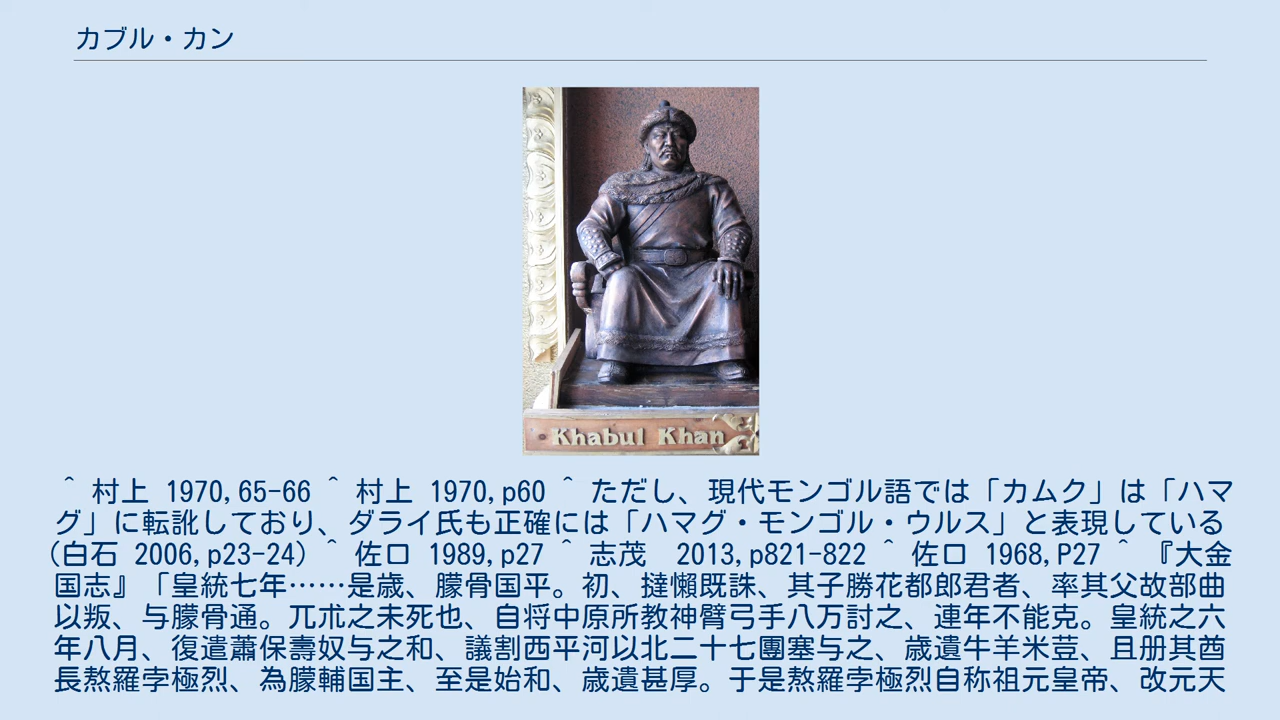 カブル・カン
Khabul Khan
^ 村上 1970,65-66 ^ 村上 1970,p60 ^ ただし、現代モンゴル語では「カムク」は「ハマ
グ」に転訛しており、ダライ氏も正確には「ハマグ・モンゴル・ウルス」と表現している
(白石 2006,p23-24) ^ 佐口 1989,p27 ^ 志茂 2013,p821-822 ^ 佐口 1968,P27 ^ 『大金
国志』「皇統七年……是歳、朦骨国平。初、撻懶既誅、其子勝花都郎君者、率其父故部曲
以叛、与朦骨通。兀朮之未死也、自将中原所教神臂弓手八万討之、連年不能克。皇統之六
年八月、復遣蕭保壽奴与之和、議割西平河以北二十七團塞与之、歳遺牛羊米荳、且册其酋
長熬羅孛極烈、為朦輔国主、至是始和、歳遺甚厚。于是熬羅孛極烈自称祖元皇帝、改元天